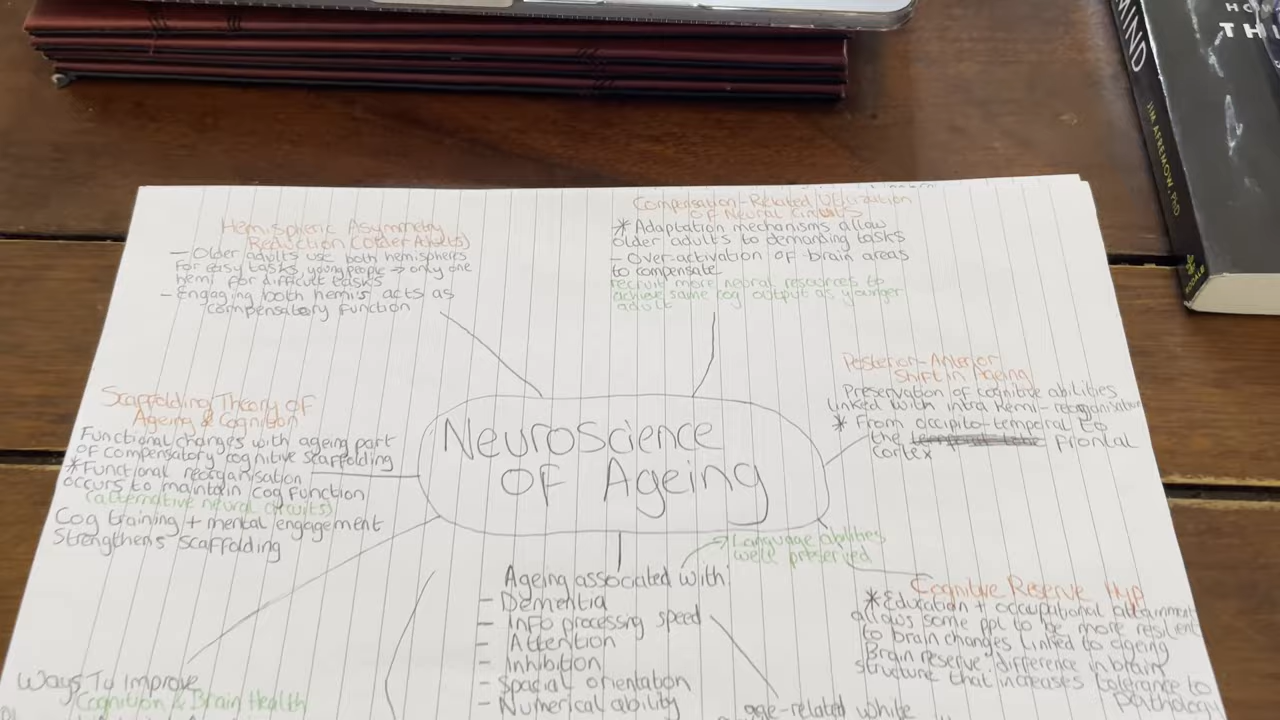 MIND
JIM AFREMOW, PhD
RODALE
Hemispheric Asymmetry
Reduction (Older Adults)
- Older adults use both hemispheres
for easy tasks, young people → only one
hemi for difficult tasks
- Engaging both hemis acts as
compensatory function
Compensation-Related Utilization
Of Neural Circuits
* Adaptation mechanisms allow
older adults to demanding tasks
- Over-activation of brain areas
to compensate
recruit more neural resources to
achieve same cog output as younger
adult
Posterior-Anterior
Shift in Ageing
Preservation of cognitive abilities
linked with intra hemi-reorganisation
* From occipito-temporal to
the frontal
cortex
Scaffolding Theory of
Ageing & Cognition
Functional changes with ageing part
of compensatory cognitive scaffolding
*Functional reorganisation
occurs to maintain cog function
(alternative neural circuits)
Cog training + mental engagement
strengthens scaffolding
Neuroscience
OF Ageing
→ Language abilities
well preserved
Ageing associated with:
- Dementia
- Info processing speed
- Attention
- Inhibition
- Spacial orientation
- Numerical ability
Cognitive Reserve Hyp
* Education + occupational attainment
allows some ppl to be more resilient
to brain changes linked to ageing
Brain reserve: difference in brain
structure that increases tolerance to
pathology
Ways To Improve
Cognition & Brain Health
age-related white